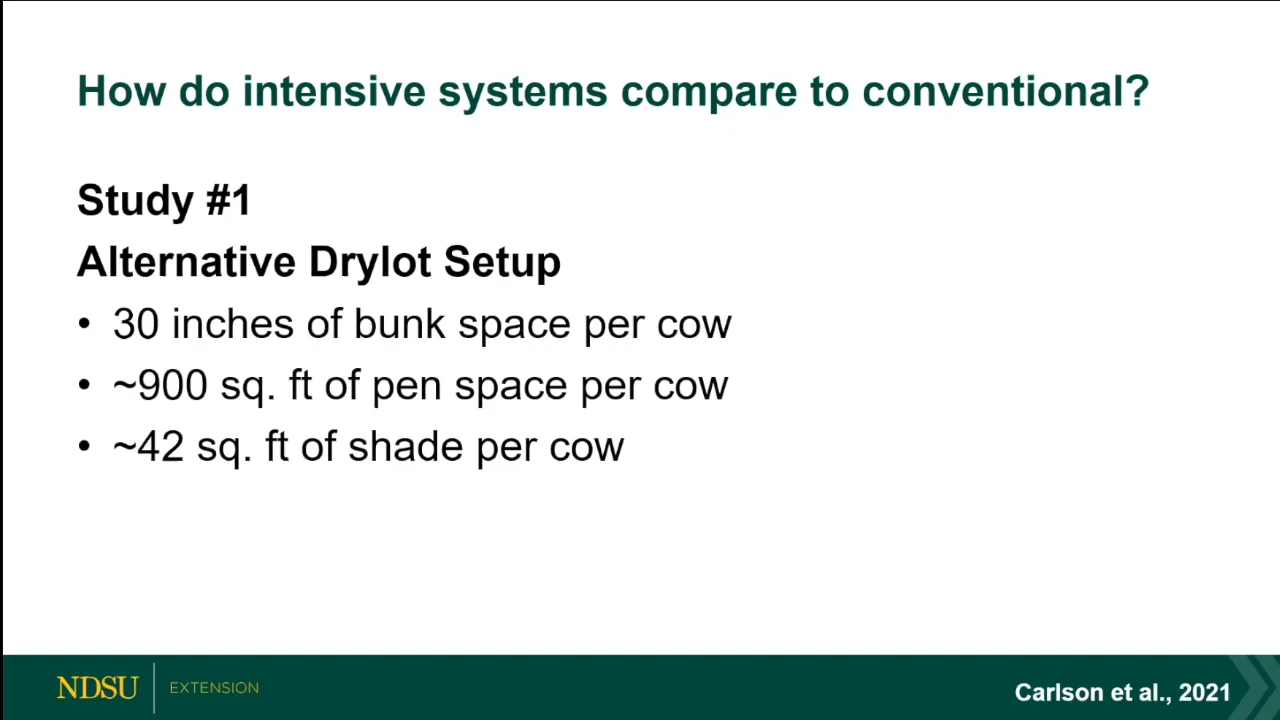 How do intensive systems compare to conventional?
Study #1
Alternative Drylot Setup
• 30 inches of bunk space per cow
• ~900 sq. ft of pen space per cow
• ~42 sq. ft of shade per cow
NDSU EXTENSION
Carlson et al., 2021